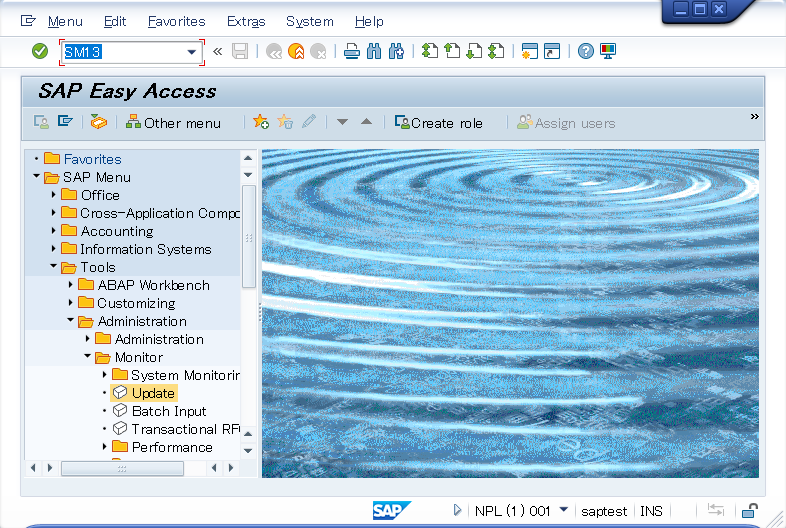 Menu Edit Favorites Extras System Help
SM13
SAP Easy Access
Other menu Create role Assign users
Favorites
SAP Menu
Office
Cross-Application Compo
Accounting
Information Systems
Tools
ABAP Workbench
Customizing
Administration
Administration
Monitor
System Monitorin
Update
Batch Input
Transactional RF
Performance
SAP NPL (1) 001 saptest INS